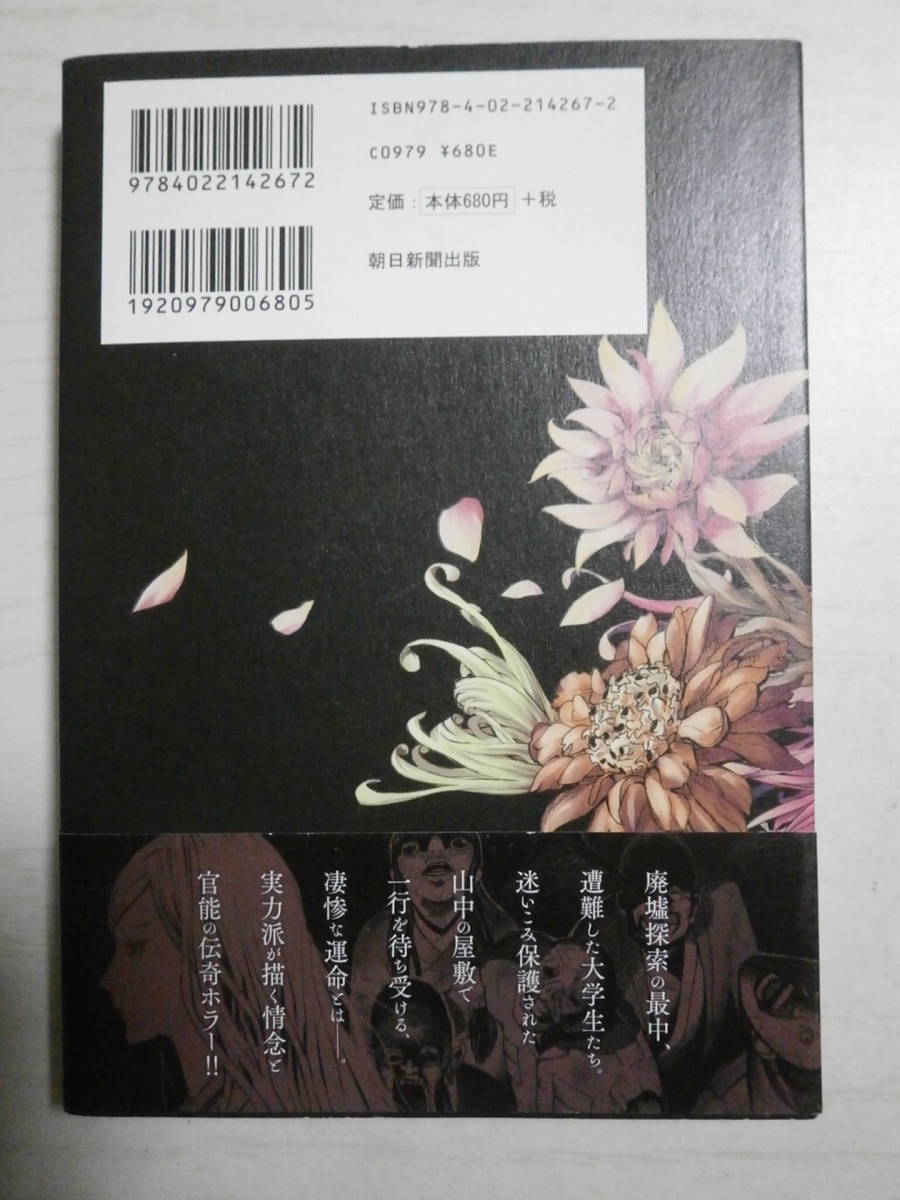 ISBN978-4-02-214267-2
C0979 ¥680E
定価：本体680円＋税
朝日新聞出版
9784022142672
1920979006805
廃墟探索の最中、
遭難した大学生たち。
迷いこみ保護された
山中の屋敷で
一行を待ち受ける、
凄惨な運命とは――。
実力派が描く情念と
官能の伝奇ホラー!!